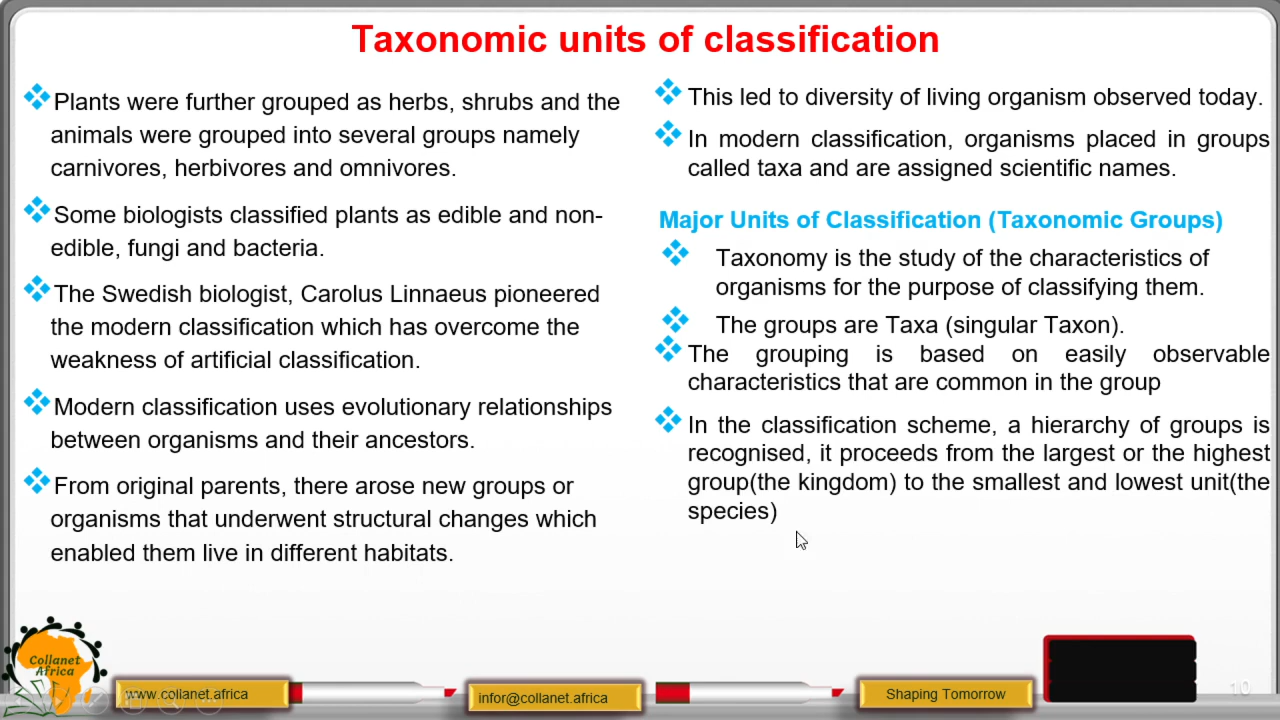 Taxonomic units of classification
Plants were further grouped as herbs, shrubs and the
animals were grouped into several groups namely
carnivores, herbivores and omnivores.
Some biologists classified plants as edible and non-
edible, fungi and bacteria.
The Swedish biologist, Carolus Linnaeus pioneered
the modern classification which has overcome the
weakness of artificial classification.
Modern classification uses evolutionary relationships
between organisms and their ancestors.
From original parents, there arose new groups or
organisms that underwent structural changes which
enabled them live in different habitats.
This led to diversity of living organism observed today.
In modern classification, organisms placed in groups
called taxa and are assigned scientific names.
Major Units of Classification (Taxonomic Groups)
Taxonomy is the study of the characteristics of
organisms for the purpose of classifying them.
The groups are Taxa (singular Taxon).
The grouping is based on easily observable
characteristics that are common in the group
In the classification scheme, a hierarchy of groups is
recognised, it proceeds from the largest or the highest
group(the kingdom) to the smallest and lowest unit(the
species)
Collanet
Africa
www.collanet.africa
infor@collanet.africa
Shaping Tomorrow
10